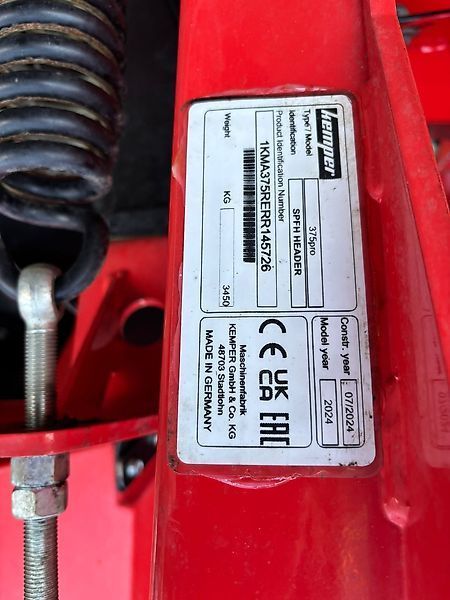 kemper
Type / Model 375pro
Identification SPFH HEADER
Product Identification Number
1KMA375RERR145726
Weight KG 3450
Constr. year 07/2024
Model year 2024
CE UK CA EAC
Maschinenfabrik
KEMPER GmbH & Co. KG
48703 Stadtlohn
MADE IN GERMANY